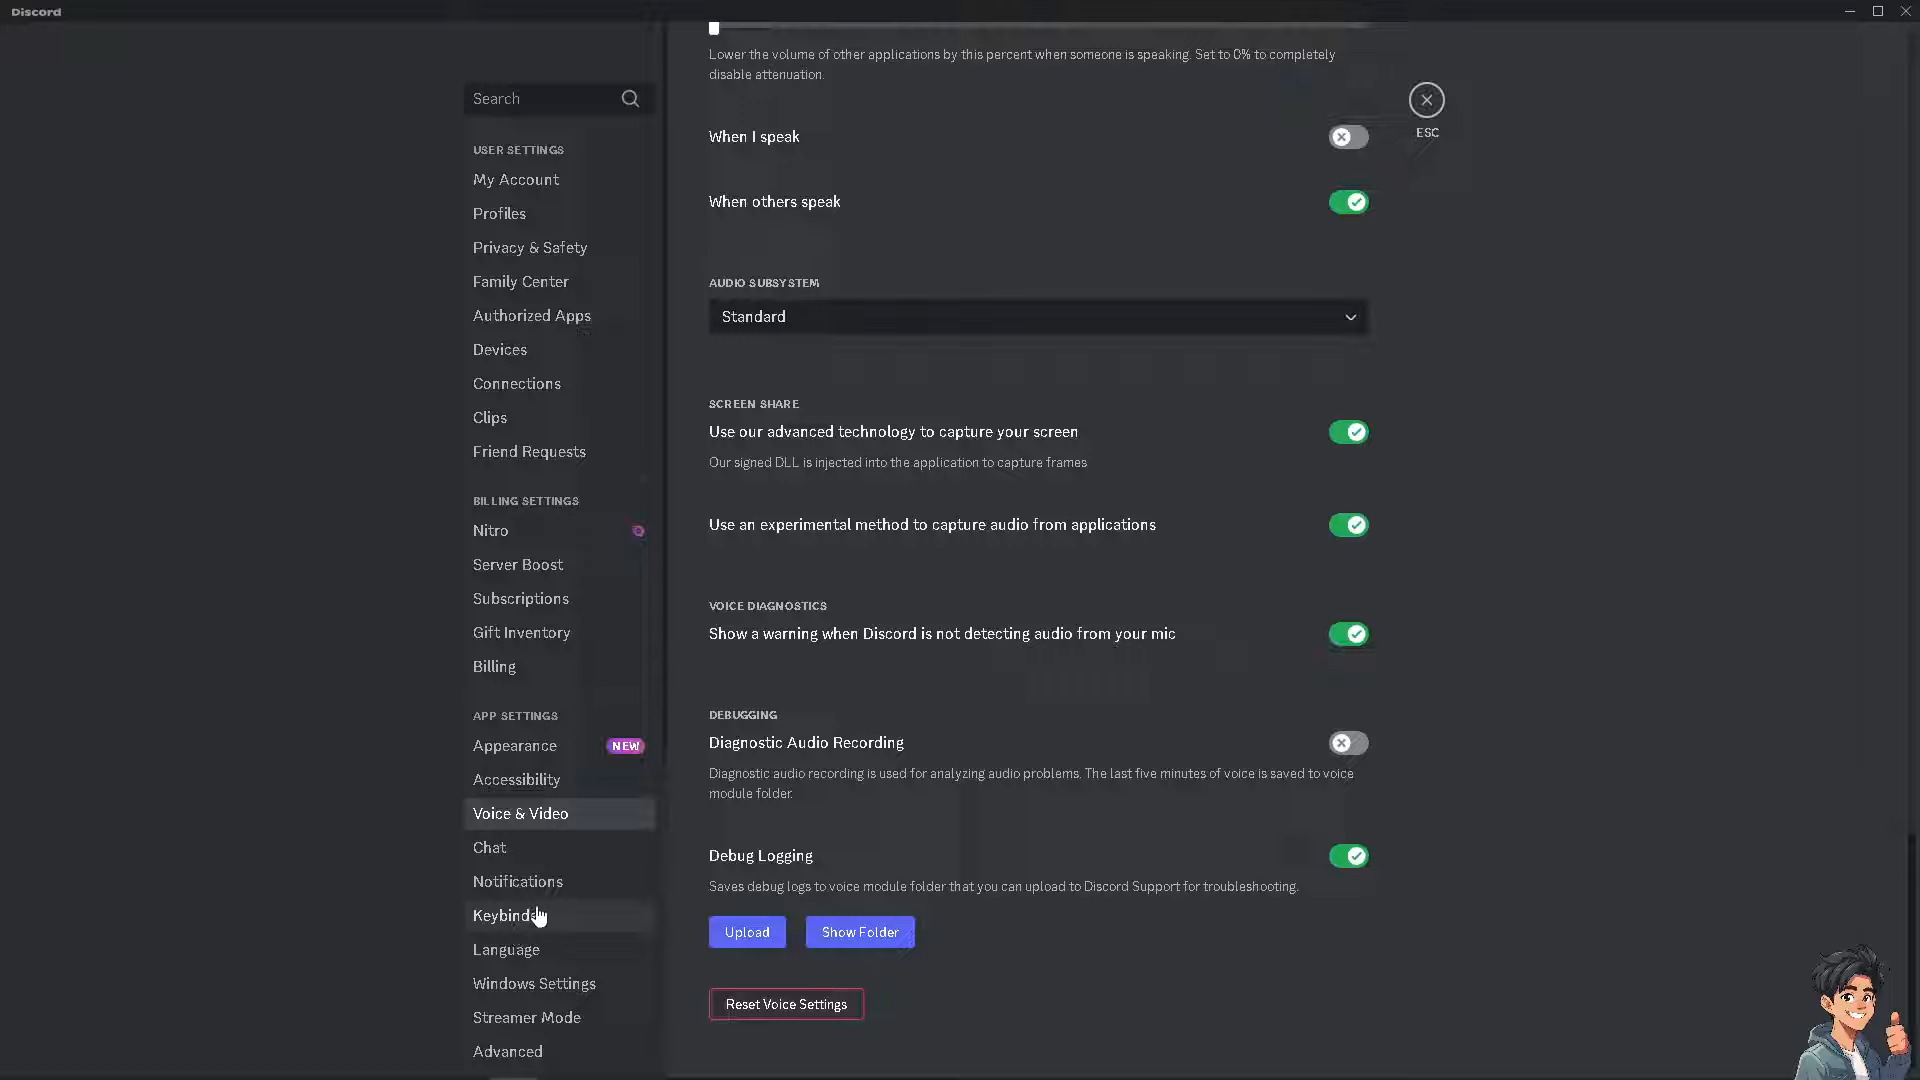 Discord
Search
USER SETTINGS
My Account
Profiles
Privacy & Safety
Family Center
Authorized Apps
Devices
Connections
Clips
Friend Requests
BILLING SETTINGS
Nitro
Server Boost
Subscriptions
Gift Inventory
Billing
APP SETTINGS
Appearance NEW
Accessibility
Voice & Video
Chat
Notifications
Keybinds
Language
Windows Settings
Streamer Mode
Advanced
Lower the volume of other applications by this percent when someone is speaking. Set to 0% to completely
disable attenuation.
When I speak
When others speak
AUDIO SUBSYSTEM
Standard
SCREEN SHARE
Use our advanced technology to capture your screen
Our signed DLL is injected into the application to capture frames
Use an experimental method to capture audio from applications
VOICE DIAGNOSTICS
Show a warning when Discord is not detecting audio from your mic
DEBUGGING
Diagnostic Audio Recording
Diagnostic audio recording is used for analyzing audio problems. The last five minutes of voice is saved to voice
module folder.
Debug Logging
Saves debug logs to voice module folder that you can upload to Discord Support for troubleshooting.
Upload Show Folder
Reset Voice Settings
ESC